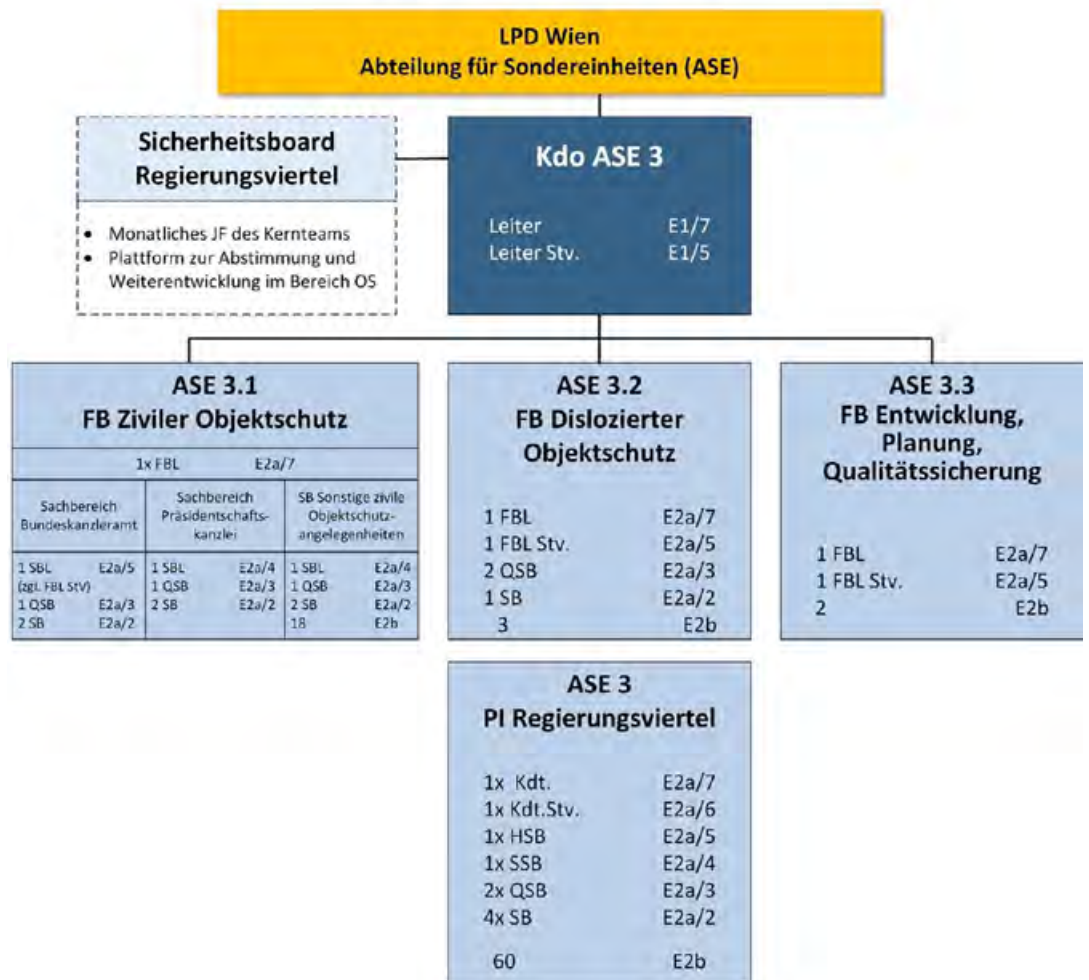 LPD Wien
Abteilung für Sondereinheiten (ASE)
Sicherheitsboard
Regierungsviertel
• Monatliches JF des Kernteams
• Plattform zur Abstimmung und
Weiterentwicklung im Bereich OS
Kdo ASE 3
Leiter E1/7
Leiter Stv. E1/5
ASE 3.1
FB Ziviler Objektschutz
1x FBL E2a/7
Sachbereich
Bundeskanzleramt
1 SBL E2a/5
(zgl. FBL StV)
1 QSB E2a/3
2 SB E2a/2
Sachbereich
Präsidentschafts-
kanzlei
1 SBL E2a/4
1 QSB E2a/3
2 SB E2a/2
SB Sonstige zivile
Objektschutz-
angelegenheiten
1 SBL E2a/4
1 QSB E2a/3
2 SB E2a/2
18 E2b
ASE 3.2
FB Dislozierter
Objektschutz
1 FBL E2a/7
1 FBL Stv. E2a/5
2 QSB E2a/3
1 SB E2a/2
3 E2b
ASE 3.3
FB Entwicklung,
Planung,
Qualitätssicherung
1 FBL E2a/7
1 FBL Stv. E2a/5
2 E2b
ASE 3
PI Regierungsviertel
1x Kdt. E2a/7
1x Kdt.Stv. E2a/6
1x HSB E2a/5
1x SSB E2a/4
2x QSB E2a/3
4x SB E2a/2
60 E2b